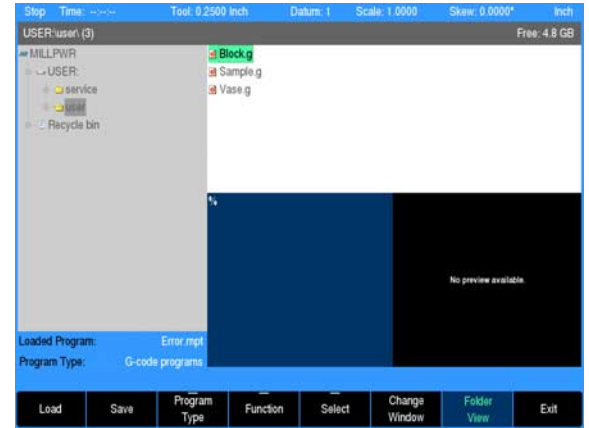 Stop Time: --:--:-- Tool: 0.2500 Inch Datum: 1 Scale: 1.0000 Skew: 0.0000° Inch
USER:\user\ (3) Free: 4.8 GB
MILLPWR
USER:
service
user
Recycle bin
Block.g
Sample.g
Vase.g
%
No preview available.
Loaded Program: Error.mpt
Program Type: G-code programs
Load Save Program Type Function Select Change Window Folder View Exit